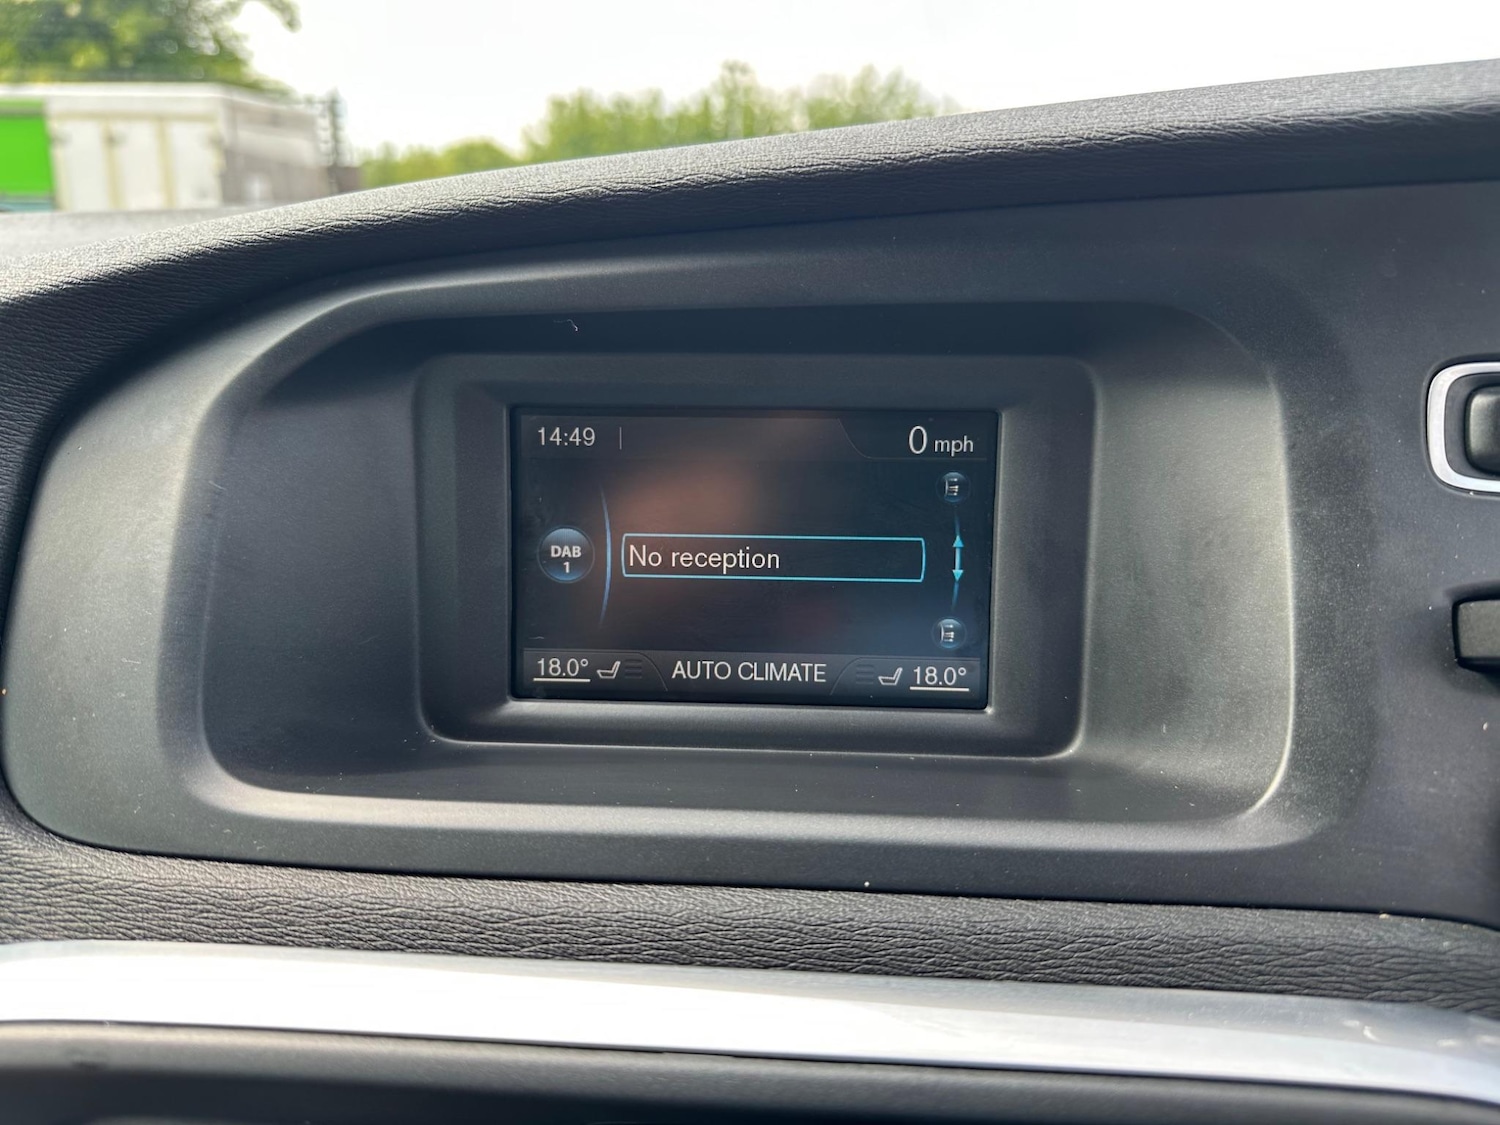 14:49
0 mph
DAB
1
No reception
18.0° AUTO CLIMATE 18.0°